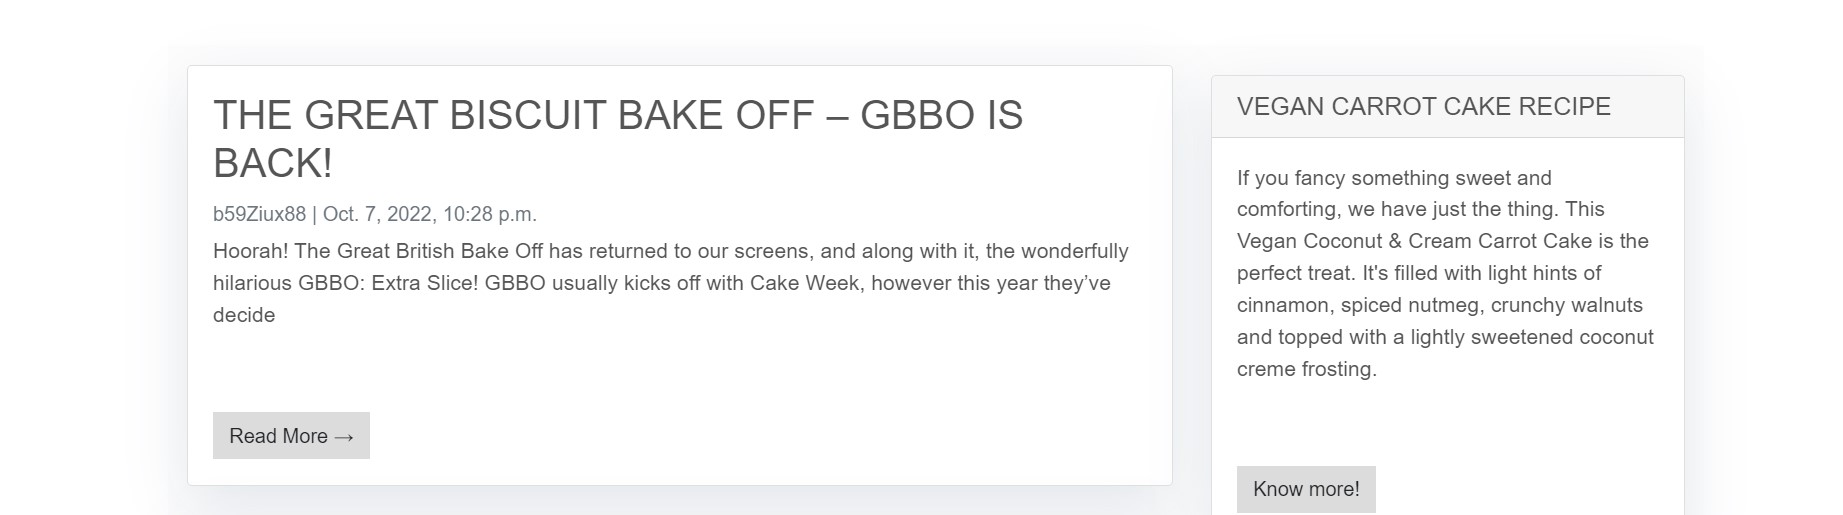 THE GREAT BISCUIT BAKE OFF – GBBO IS
BACK!
b59Ziux88 | Oct. 7, 2022, 10:28 p.m.
Hoorah! The Great British Bake Off has returned to our screens, and along with it, the wonderfully
hilarious GBBO: Extra Slice! GBBO usually kicks off with Cake Week, however this year they’ve
decide
Read More →
VEGAN CARROT CAKE RECIPE
If you fancy something sweet and
comforting, we have just the thing. This
Vegan Coconut & Cream Carrot Cake is the
perfect treat. It's filled with light hints of
cinnamon, spiced nutmeg, crunchy walnuts
and topped with a lightly sweetened coconut
creme frosting.
Know more!